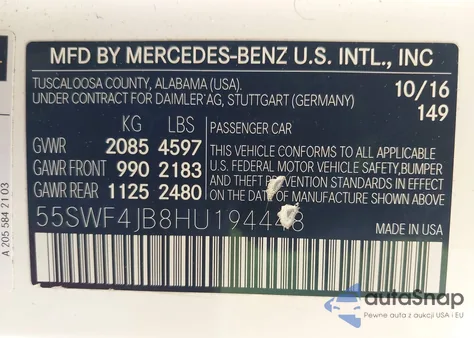 MFD BY MERCEDES-BENZ U.S. INTL., INC
TUSCALOOSA COUNTY, ALABAMA (USA).
UNDER CONTRACT FOR DAIMLER AG, STUTTGART (GERMANY)
10/16
149
KG LBS
GVWR 2085 4597
GAWR FRONT 990 2183
GAWR REAR 1125 2480
PASSENGER CAR
THIS VEHICLE CONFORMS TO ALL APPLICABLE
U.S. FEDERAL MOTOR VEHICLE SAFETY, BUMPER
AND THEFT PREVENTION STANDARDS IN EFFECT
ON THE DATE OF MANUFACTURE SHOWN ABOVE.
55SWF4JB8HU194448
MADE IN USA
A 205 584 21 03
autoSnap
Pewne auta z aukcji USA i EU